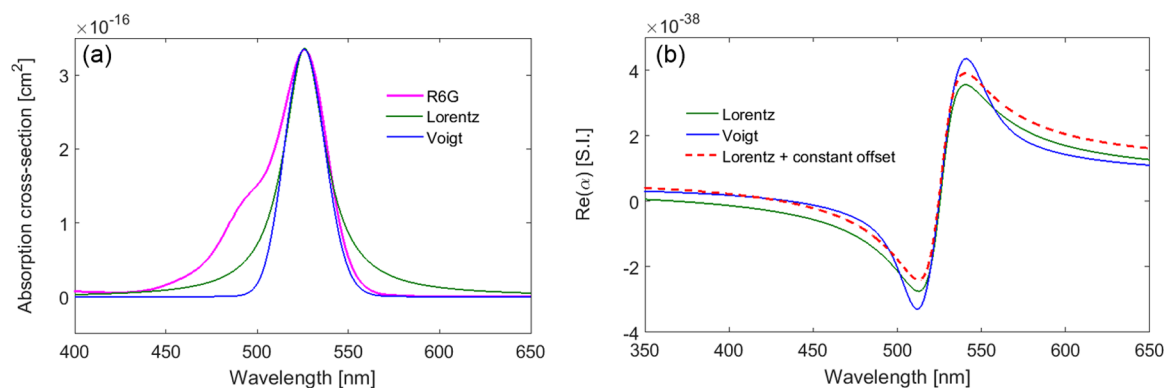 ×10⁻¹⁶
(a)
Absorption cross-section [cm²]
3
2
1
0
R6G
Lorentz
Voigt
400 450 500 550 600 650
Wavelength [nm]
×10⁻³⁸
(b)
Re(α) [S.I.]
4
2
0
-2
-4
Lorentz
Voigt
Lorentz + constant offset
350 400 450 500 550 600 650
Wavelength [nm]